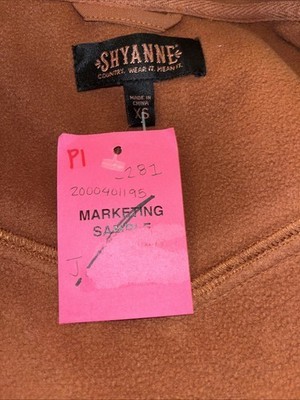 SHYANNE
COUNTRY. WEAR IT. MEAN IT.
MADE IN
CHINA
XS
P1
281
2000401195
MARKETING
SAMPLE
J